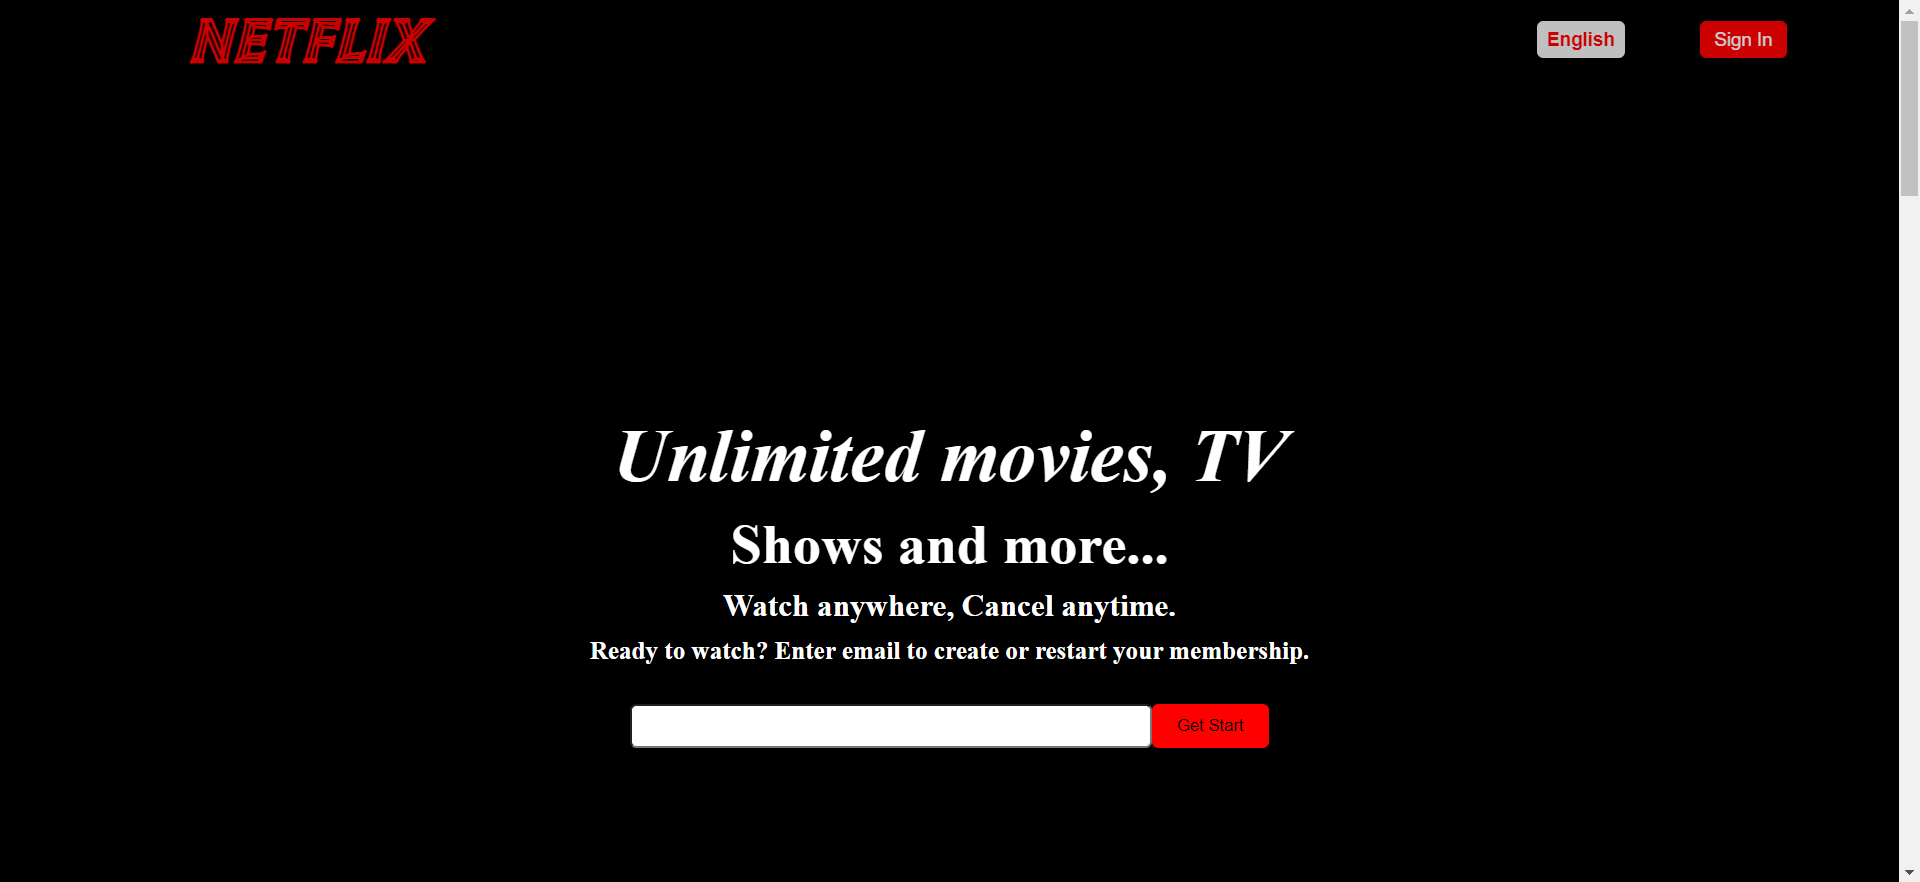 NETFLIX
English
Sign In
Unlimited movies, TV
Shows and more...
Watch anywhere, Cancel anytime.
Ready to watch? Enter email to create or restart your membership.
Get Start